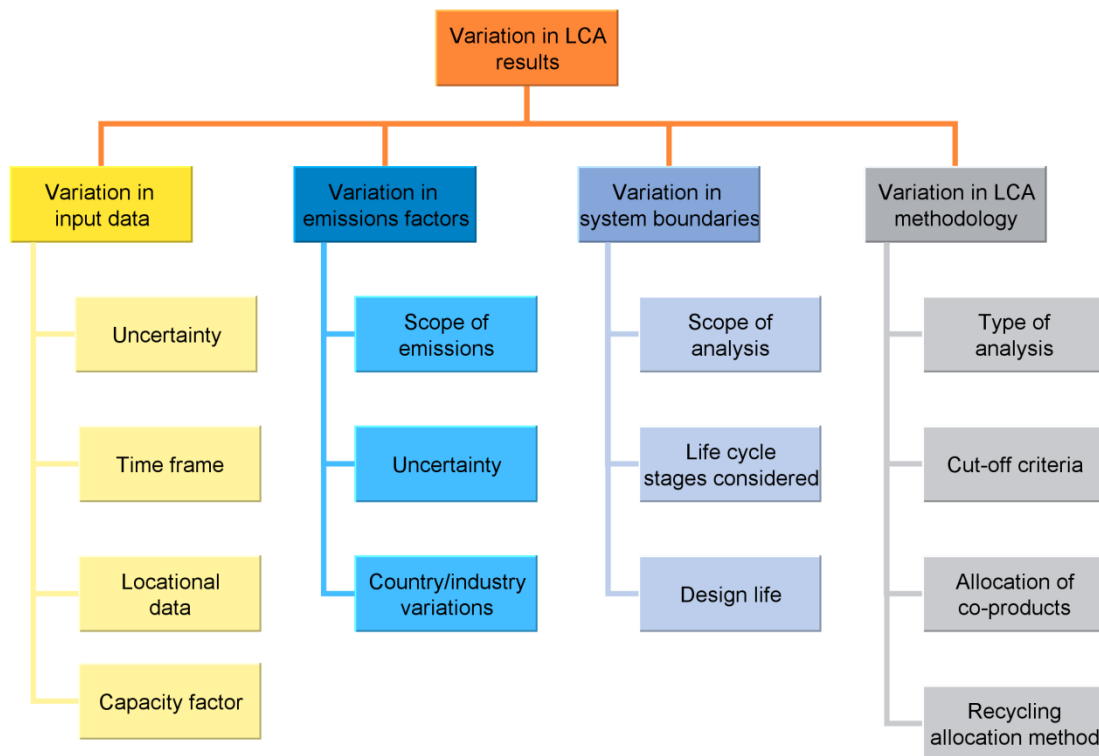 Variation in LCA
results
Variation in
input data
Uncertainty
Time frame
Locational
data
Capacity factor
Variation in
emissions factors
Scope of
emissions
Uncertainty
Country/industry
variations
Variation in
system boundaries
Scope of
analysis
Life cycle
stages considered
Design life
Variation in LCA
methodology
Type of
analysis
Cut-off criteria
Allocation of
co-products
Recycling
allocation method